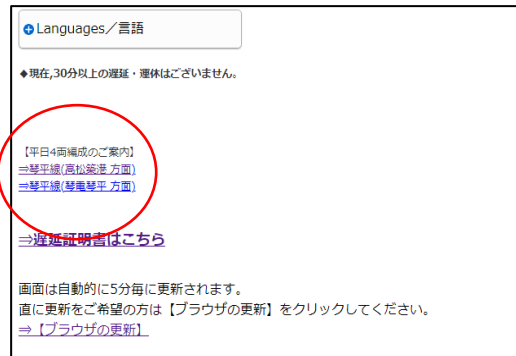 Languages／言語
◆現在,30分以上の遅延・運休はございません。
【平日4両編成のご案内】
⇒琴平線(高松築港 方面)
⇒琴平線(琴電琴平 方面)
⇒遅延証明書はこちら
画面は自動的に5分毎に更新されます。
直に更新をご希望の方は【ブラウザの更新】をクリックしてください。
⇒【ブラウザの更新】